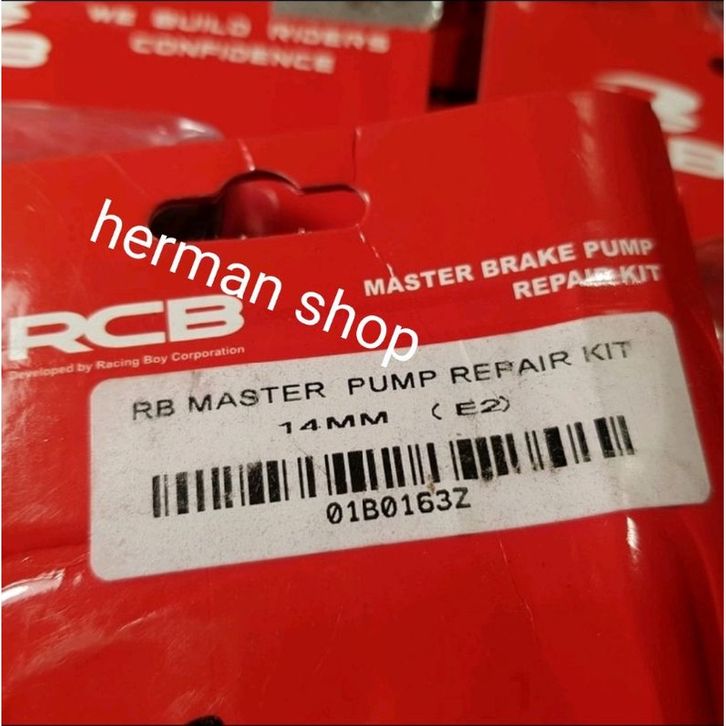 WE BUILD RIDERS
CONFIDENCE
herman shop
MASTER BRAKE PUMP
REPAIR KIT
RCB
Developed by Racing Boy Corporation
RB MASTER PUMP REPAIR KIT
14MM (E2)
01B0163Z